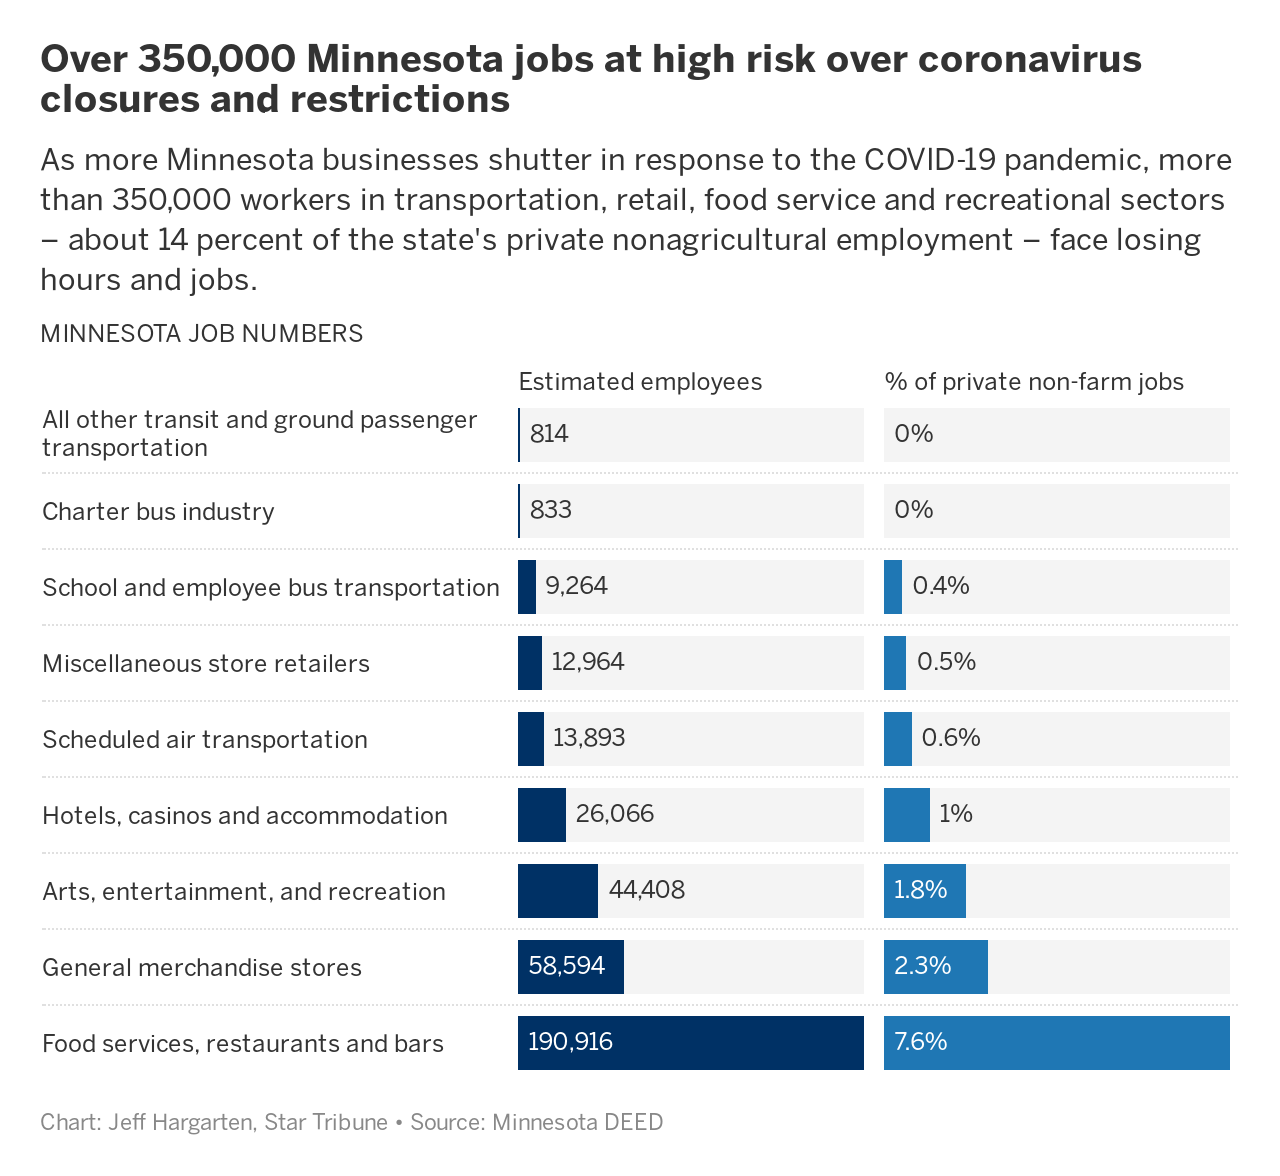 Over 350,000 Minnesota jobs at high risk over coronavirus
closures and restrictions
As more Minnesota businesses shutter in response to the COVID-19 pandemic, more
than 350,000 workers in transportation, retail, food service and recreational sectors
– about 14 percent of the state's private nonagricultural employment – face losing
hours and jobs.
MINNESOTA JOB NUMBERS
Estimated employees % of private non-farm jobs
All other transit and ground passenger
transportation 814 0%
Charter bus industry 833 0%
School and employee bus transportation 9,264 0.4%
Miscellaneous store retailers 12,964 0.5%
Scheduled air transportation 13,893 0.6%
Hotels, casinos and accommodation 26,066 1%
Arts, entertainment, and recreation 44,408 1.8%
General merchandise stores 58,594 2.3%
Food services, restaurants and bars 190,916 7.6%
Chart: Jeff Hargarten, Star Tribune • Source: Minnesota DEED